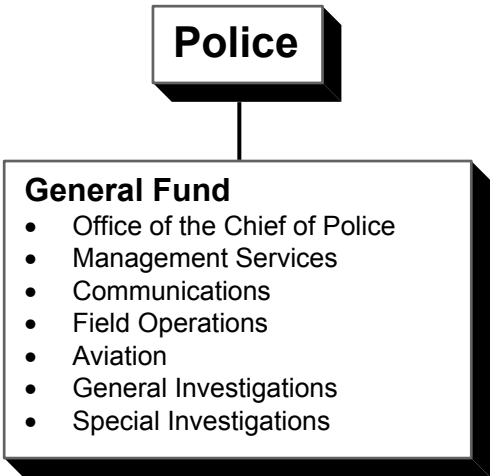 Police
General Fund
• Office of the Chief of Police
• Management Services
• Communications
• Field Operations
• Aviation
• General Investigations
• Special Investigations